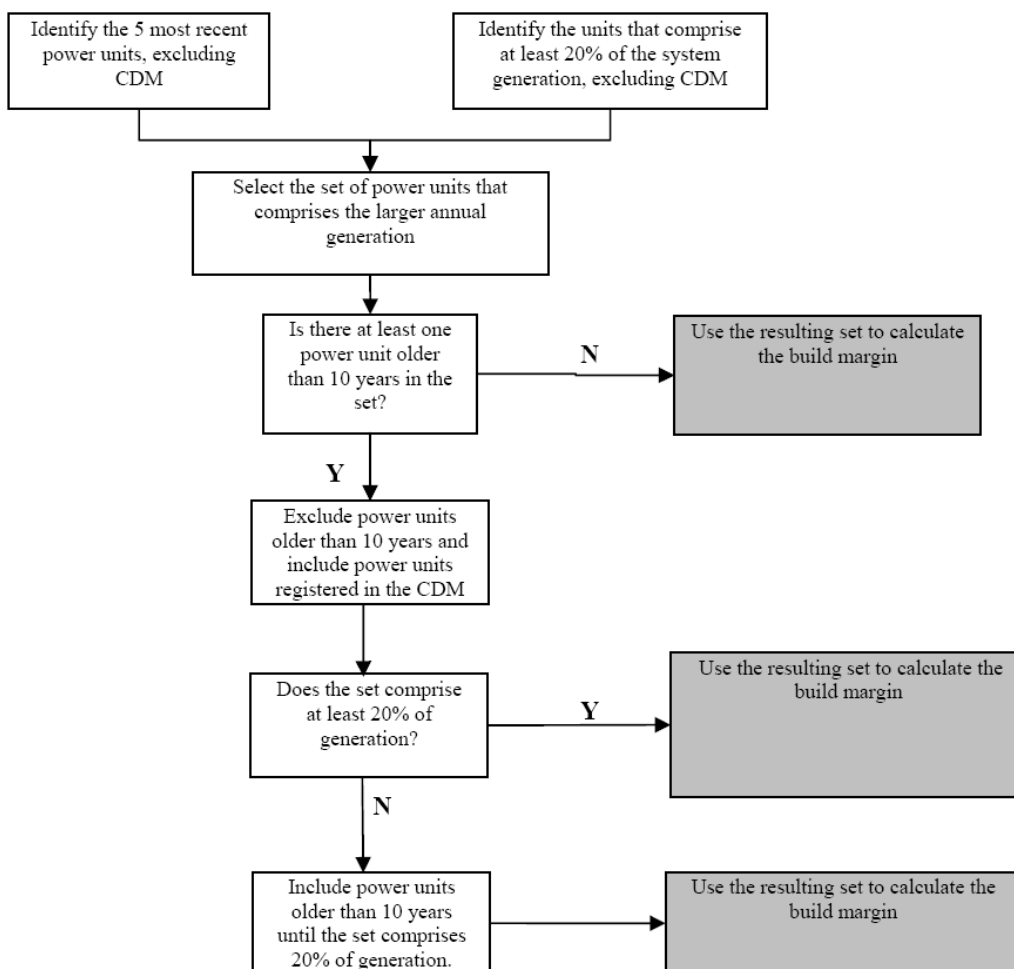 Identify the 5 most recent
power units, excluding
CDM
Identify the units that comprise
at least 20% of the system
generation, excluding CDM
Select the set of power units that
comprises the larger annual
generation
Is there at least one
power unit older
than 10 years in the
set?
N
Use the resulting set to calculate
the build margin
Y
Exclude power units
older than 10 years and
include power units
registered in the CDM
Does the set comprise
at least 20% of
generation?
Y
Use the resulting set to calculate the
build margin
N
Include power units
older than 10 years
until the set comprises
20% of generation.
Use the resulting set to calculate the
build margin